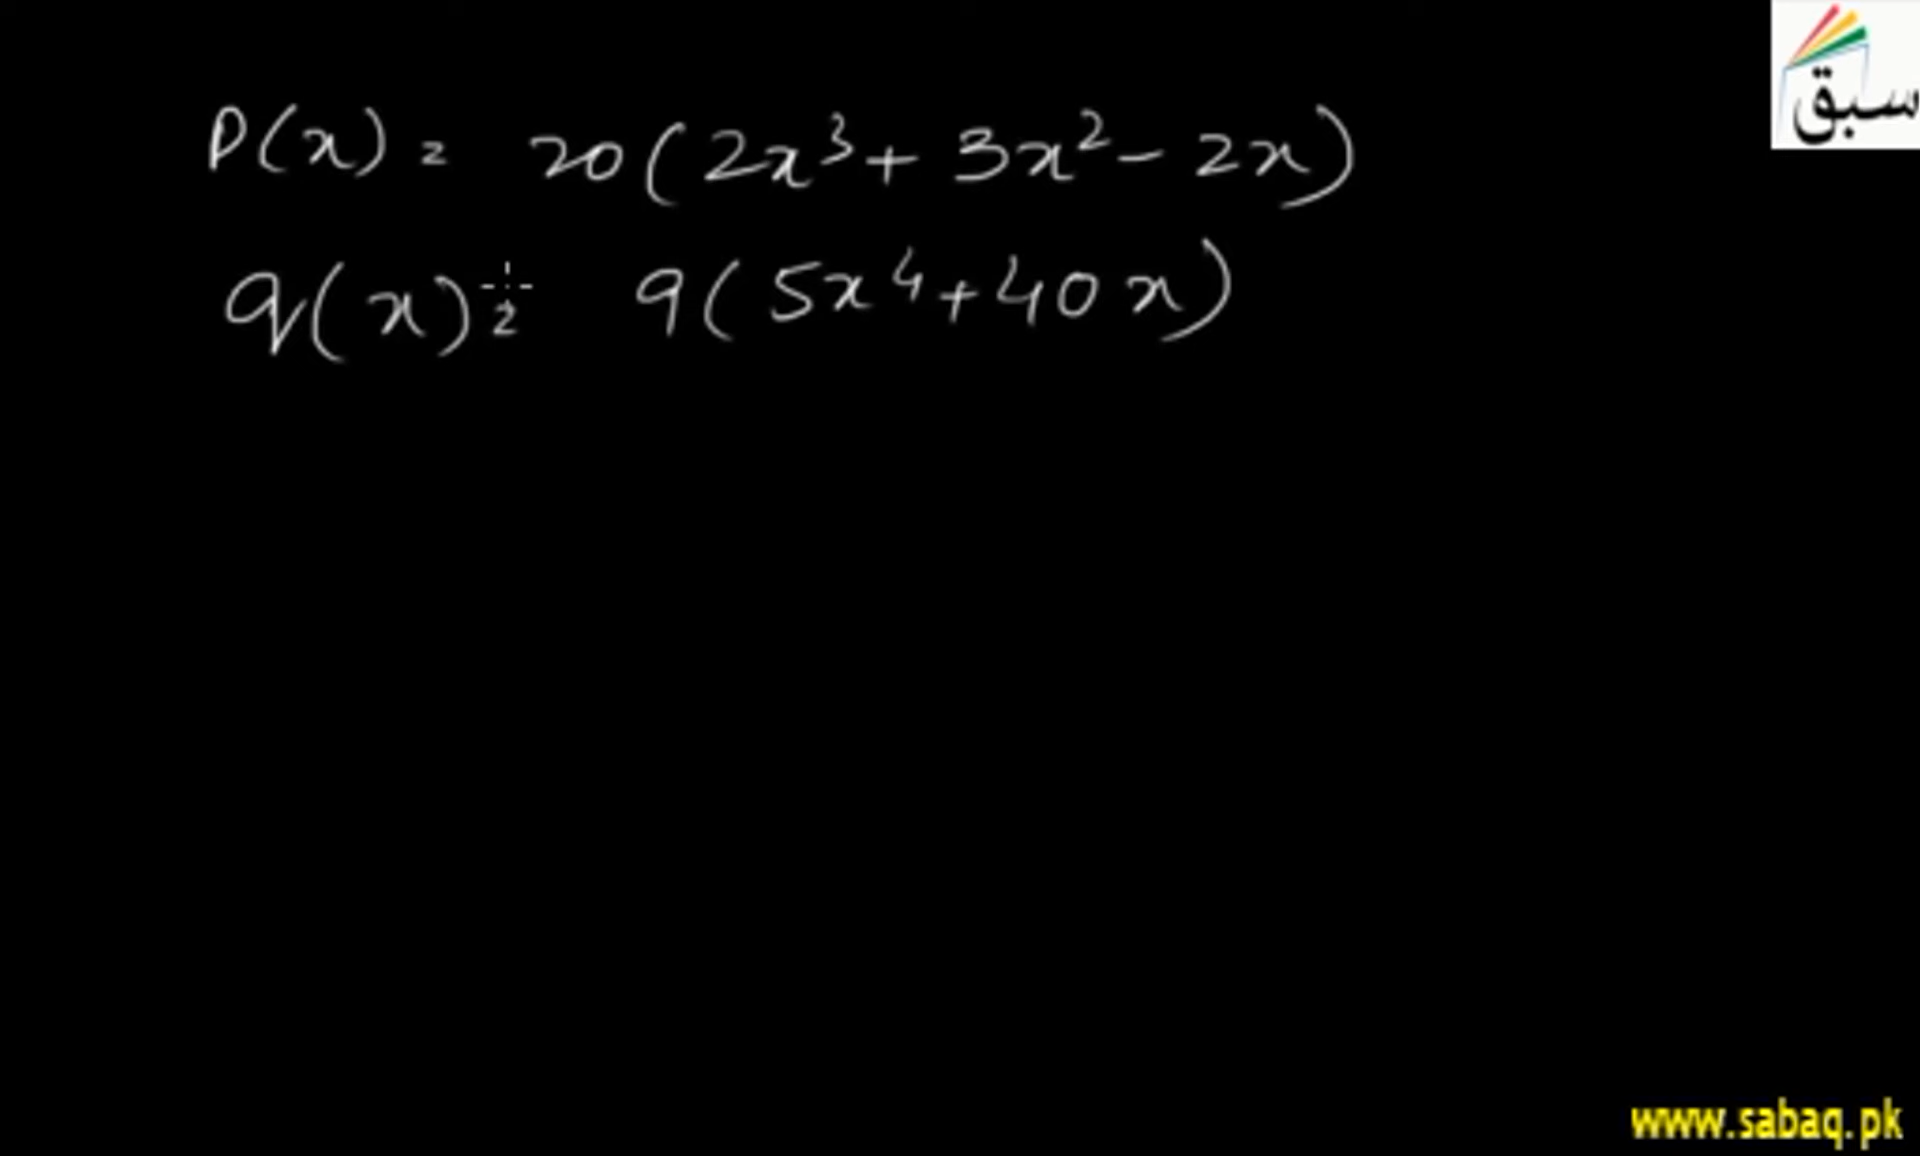 سبق
P(x) = 20(2x³ + 3x² - 2x)
q(x) = 9(5x⁴ + 40x)
www.sabaq.pk